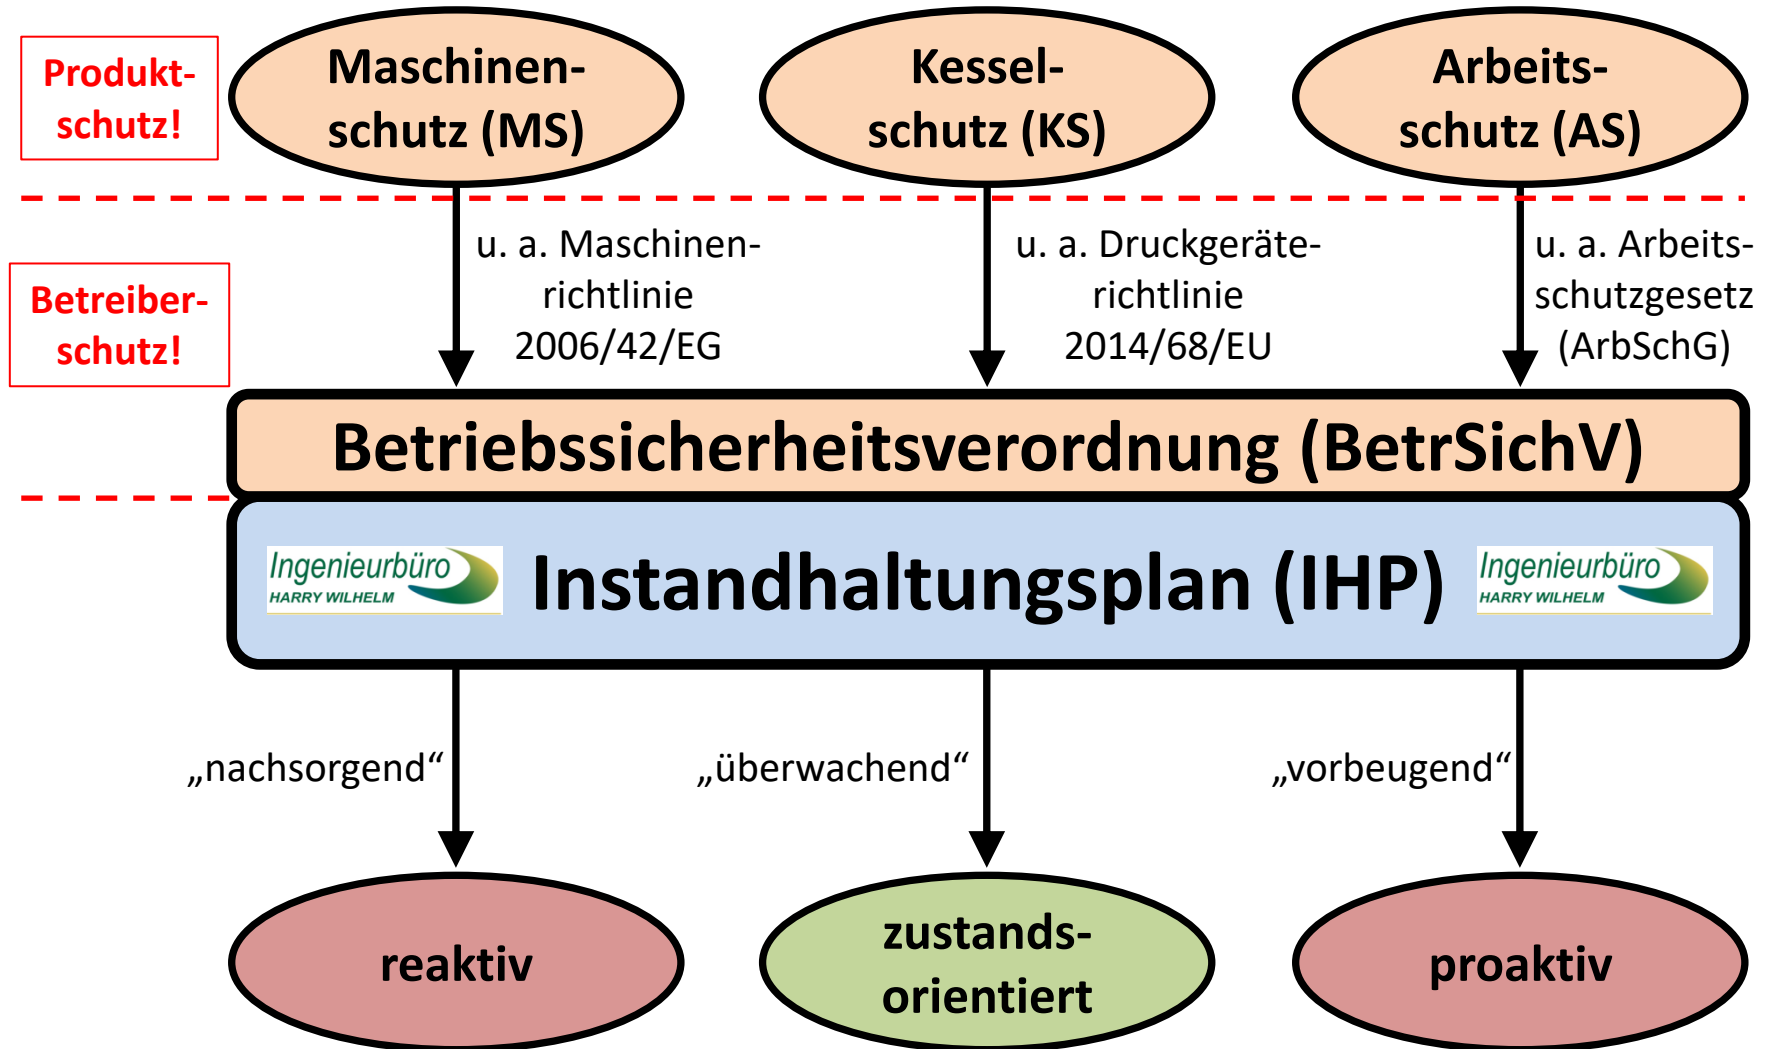 Produkt-
schutz!
Maschinen-
schutz (MS)
Kessel-
schutz (KS)
Arbeits-
schutz (AS)
Betreiber-
schutz!
u. a. Maschinen-
richtlinie
2006/42/EG
u. a. Druckgeräte-
richtlinie
2014/68/EU
u. a. Arbeits-
schutzgesetz
(ArbSchG)
Betriebssicherheitsverordnung (BetrSichV)
Ingenieurbüro
HARRY WILHELM
Instandhaltungsplan (IHP)
Ingenieurbüro
HARRY WILHELM
„nachsorgend“
„überwachend“
„vorbeugend“
reaktiv
zustands-
orientiert
proaktiv